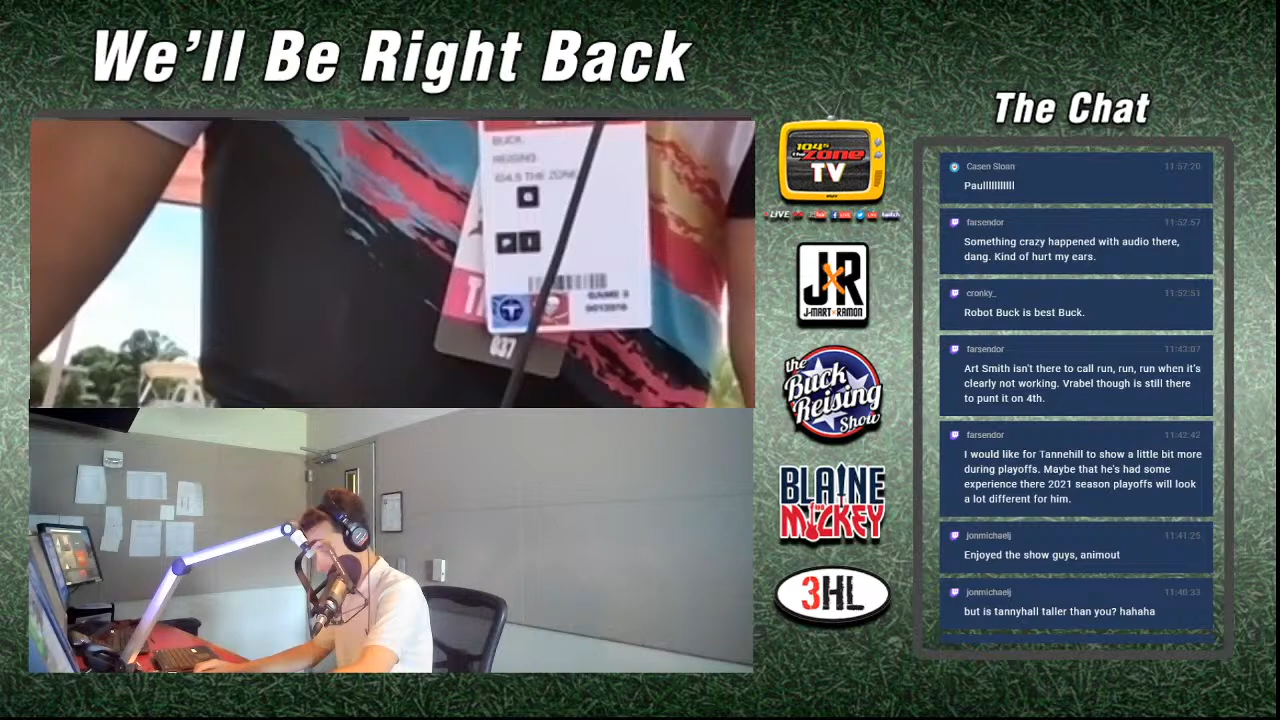 We'll Be Right Back
The Chat
BUCK
REISING
104.5 THE ZONE
GAME 3
037
104.5
the ZONE
TV
LIVE
twitch
JxR
J-MART x RAMON
the
Buck
Reising
Show
BLAINE
AND
MICKEY
3HL
Casen Sloan 11:57:20
Paulllllllllll
farsendor 11:52:57
Something crazy happened with audio there,
dang. Kind of hurt my ears.
cronky_ 11:52:51
Robot Buck is best Buck.
farsendor 11:43:07
Art Smith isn't there to call run, run, run when it's
clearly not working. Vrabel though is still there
to punt it on 4th.
farsendor 11:42:42
I would like for Tannehill to show a little bit more
during playoffs. Maybe that he's had some
experience there 2021 season playoffs will look
a lot different for him.
jonmichaelj 11:41:25
Enjoyed the show guys, animout
jonmichaelj 11:40:33
but is tannyhall taller than you? hahaha